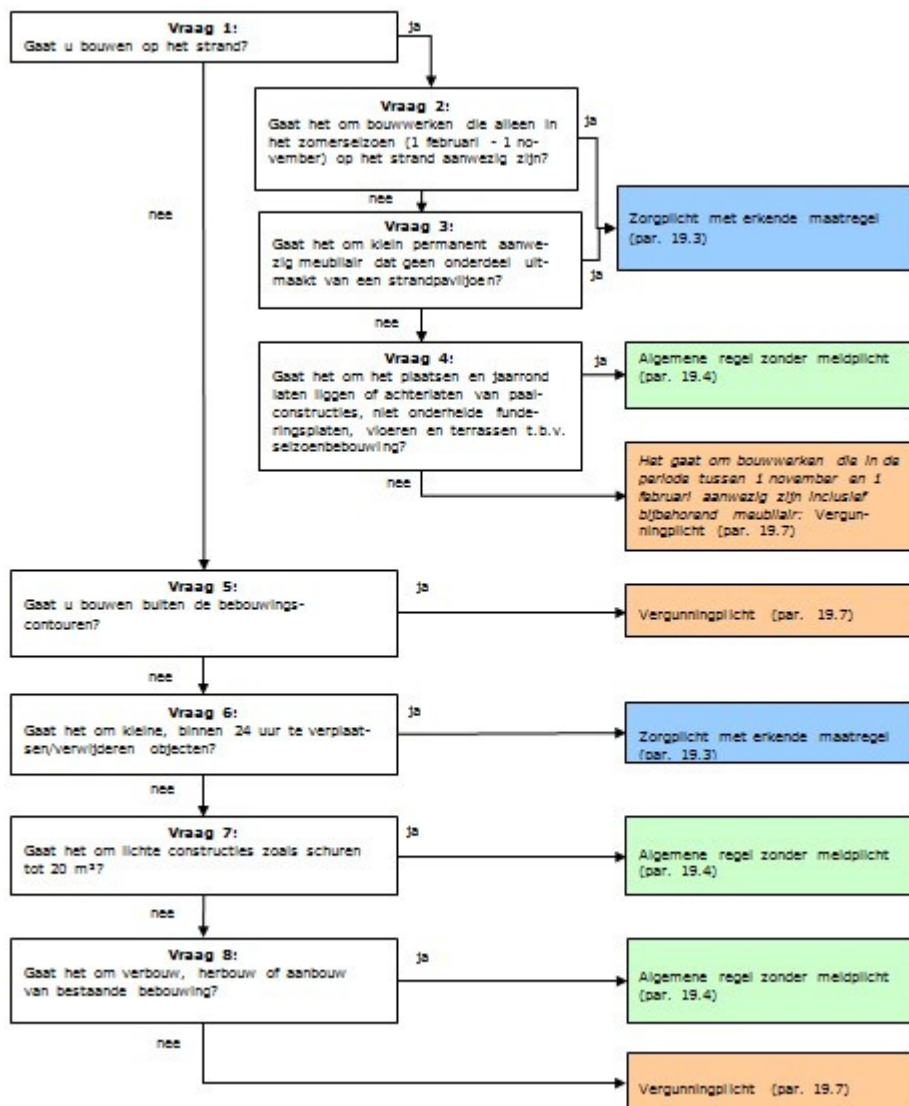 Vraag 1:
Gaat u bouwen op het strand?
ja
Vraag 2:
Gaat het om bouwwerken die alleen in
het zomerseizoen (1 februari - 1 no-
vember) op het strand aanwezig zijn?
ja
nee
nee
Vraag 3:
Gaat het om klein permanent aanwe-
zig meubilair dat geen onderdeel uit-
maakt van een strandpaviljoen?
ja
Zorgplicht met erkende maatregel
(par. 19.3)
nee
Vraag 4:
Gaat het om het plaatsen en jaarrond
laten liggen of achterlaten van paal-
constructies, niet onderheide funde-
ringsplaten, vloeren en terrassen t.b.v.
seizoenbebouwing?
ja
Algemene regel zonder meldplicht
(par. 19.4)
nee
Het gaat om bouwwerken die in de
periode tussen 1 november en 1
februari aanwezig zijn inclusief
bijbehorend meubilair: Vergun-
ningplicht (par. 19.7)
Vraag 5:
Gaat u bouwen buiten de bebouwings-
contouren?
ja
Vergunningplicht (par. 19.7)
nee
Vraag 6:
Gaat het om kleine, binnen 24 uur te verplaat-
sen/verwijderen objecten?
ja
Zorgplicht met erkende maatregel
(par. 19.3)
nee
Vraag 7:
Gaat het om lichte constructies zoals schuren
tot 20 m³?
ja
Algemene regel zonder meldplicht
(par. 19.4)
nee
Vraag 8:
Gaat het om verbouw, herbouw of aanbouw
van bestaande bebouwing?
ja
Algemene regel zonder meldplicht
(par. 19.4)
nee
Vergunningplicht (par. 19.7)